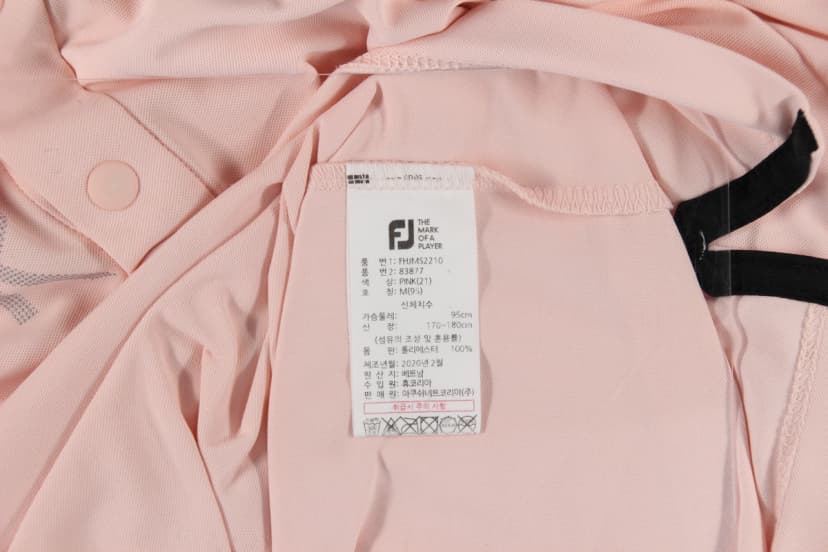 FJ THE
MARK
OF A
PLAYER
품 번1: FHJMS2210
품 번2: 83877
색 상: PINK(21)
호 칭: M(95)
신체치수
가슴둘레: 95cm
신 장: 170-180cm
(섬유의 조성 및 혼용률)
몸 판: 폴리에스터 100%
제조년월: 2020년 2월
원 산 지: 베트남
수 입 원: 휴코리아
판 매 원: 아쿠쉬네트코리아(주)
취급시 주의 사항